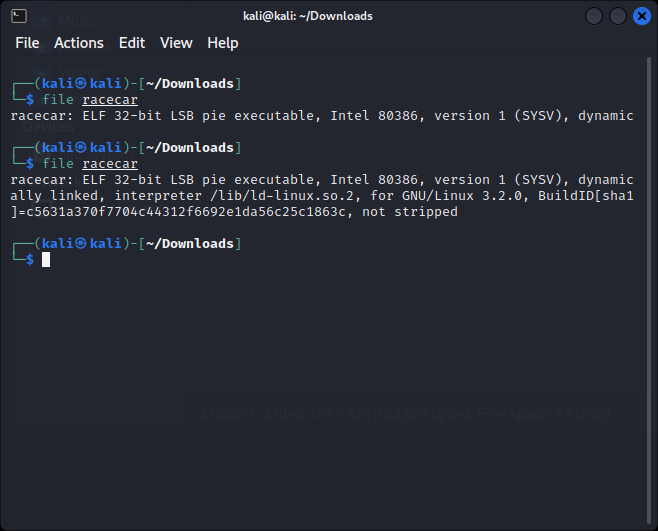 kali@kali: ~/Downloads
File Actions Edit View Help
┌──(kali㉿kali)-[~/Downloads]
└─$ file racecar
racecar: ELF 32-bit LSB pie executable, Intel 80386, version 1 (SYSV), dynamic
┌──(kali㉿kali)-[~/Downloads]
└─$ file racecar
racecar: ELF 32-bit LSB pie executable, Intel 80386, version 1 (SYSV), dynamic
ally linked, interpreter /lib/ld-linux.so.2, for GNU/Linux 3.2.0, BuildID[sha1
]=c5631a370f7704c44312f6692e1da56c25c1863c, not stripped
┌──(kali㉿kali)-[~/Downloads]
└─$